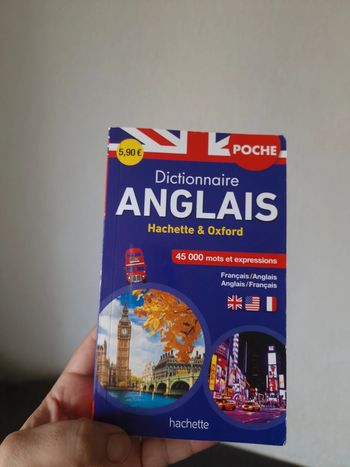 5,90 €
POCHE
Dictionnaire
ANGLAIS
Hachette & Oxford
45 000 mots et expressions
Français/Anglais
Anglais/Français
hachette